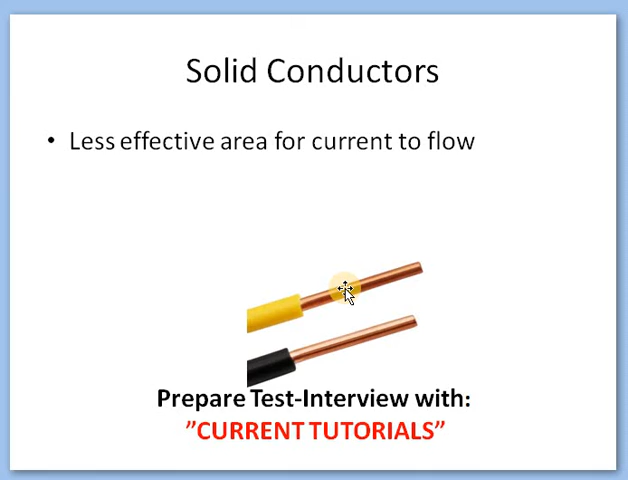 Solid Conductors
• Less effective area for current to flow
Prepare Test-Interview with:
”CURRENT TUTORIALS”